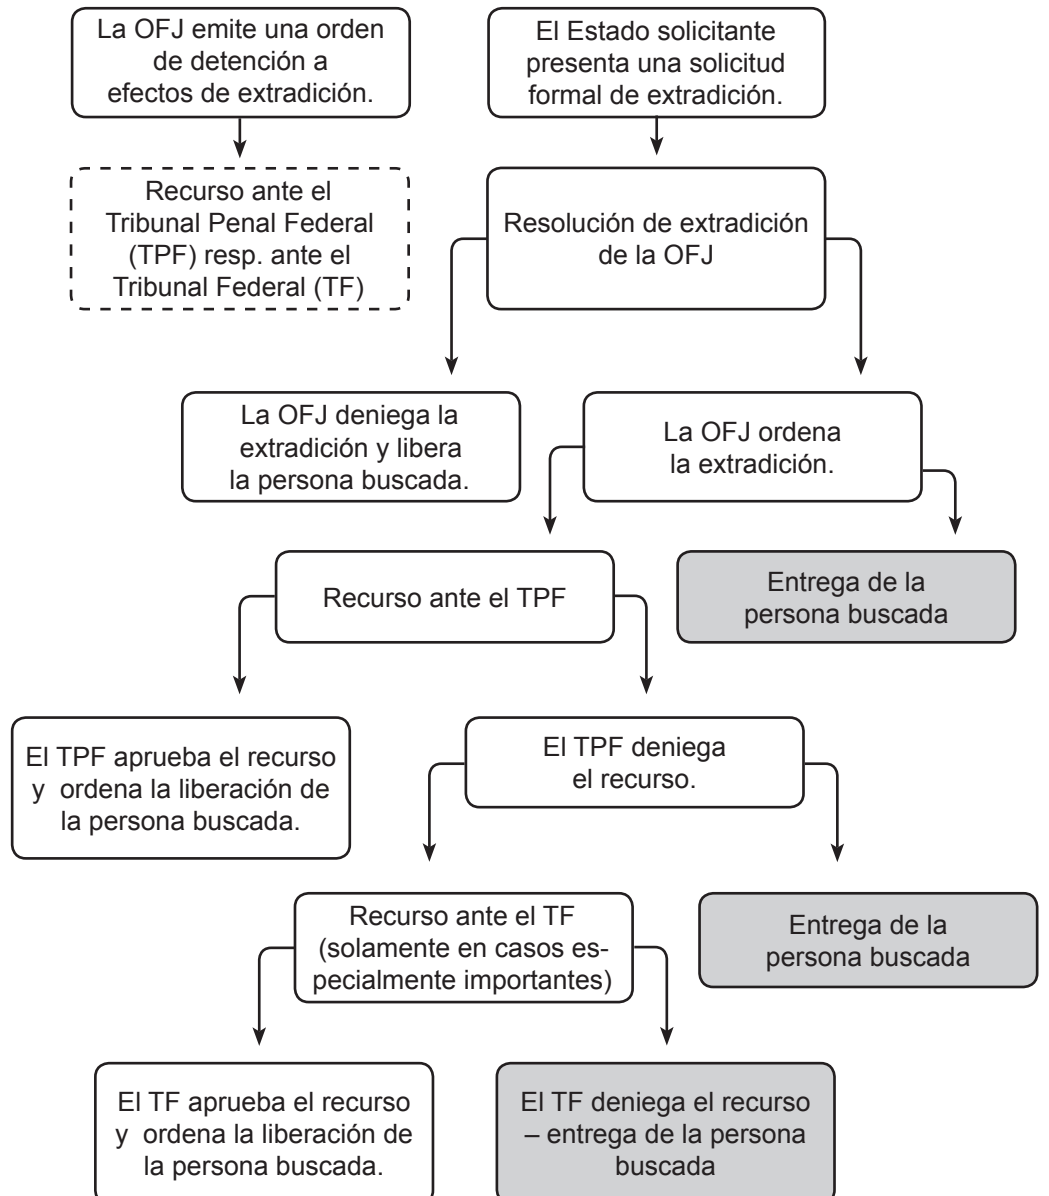 La OFJ emite una orden
de detención a
efectos de extradición.
El Estado solicitante
presenta una solicitud
formal de extradición.
Recurso ante el
Tribunal Penal Federal
(TPF) resp. ante el
Tribunal Federal (TF)
Resolución de extradición
de la OFJ
La OFJ deniega la
extradición y libera
la persona buscada.
La OFJ ordena
la extradición.
Recurso ante el TPF
Entrega de la
persona buscada
El TPF aprueba el recurso
y ordena la liberación de
la persona buscada.
El TPF deniega
el recurso.
Recurso ante el TF
(solamente en casos es-
pecialmente importantes)
Entrega de la
persona buscada
El TF aprueba el recurso
y ordena la liberación de
la persona buscada.
El TF deniega el recurso
– entrega de la persona
buscada